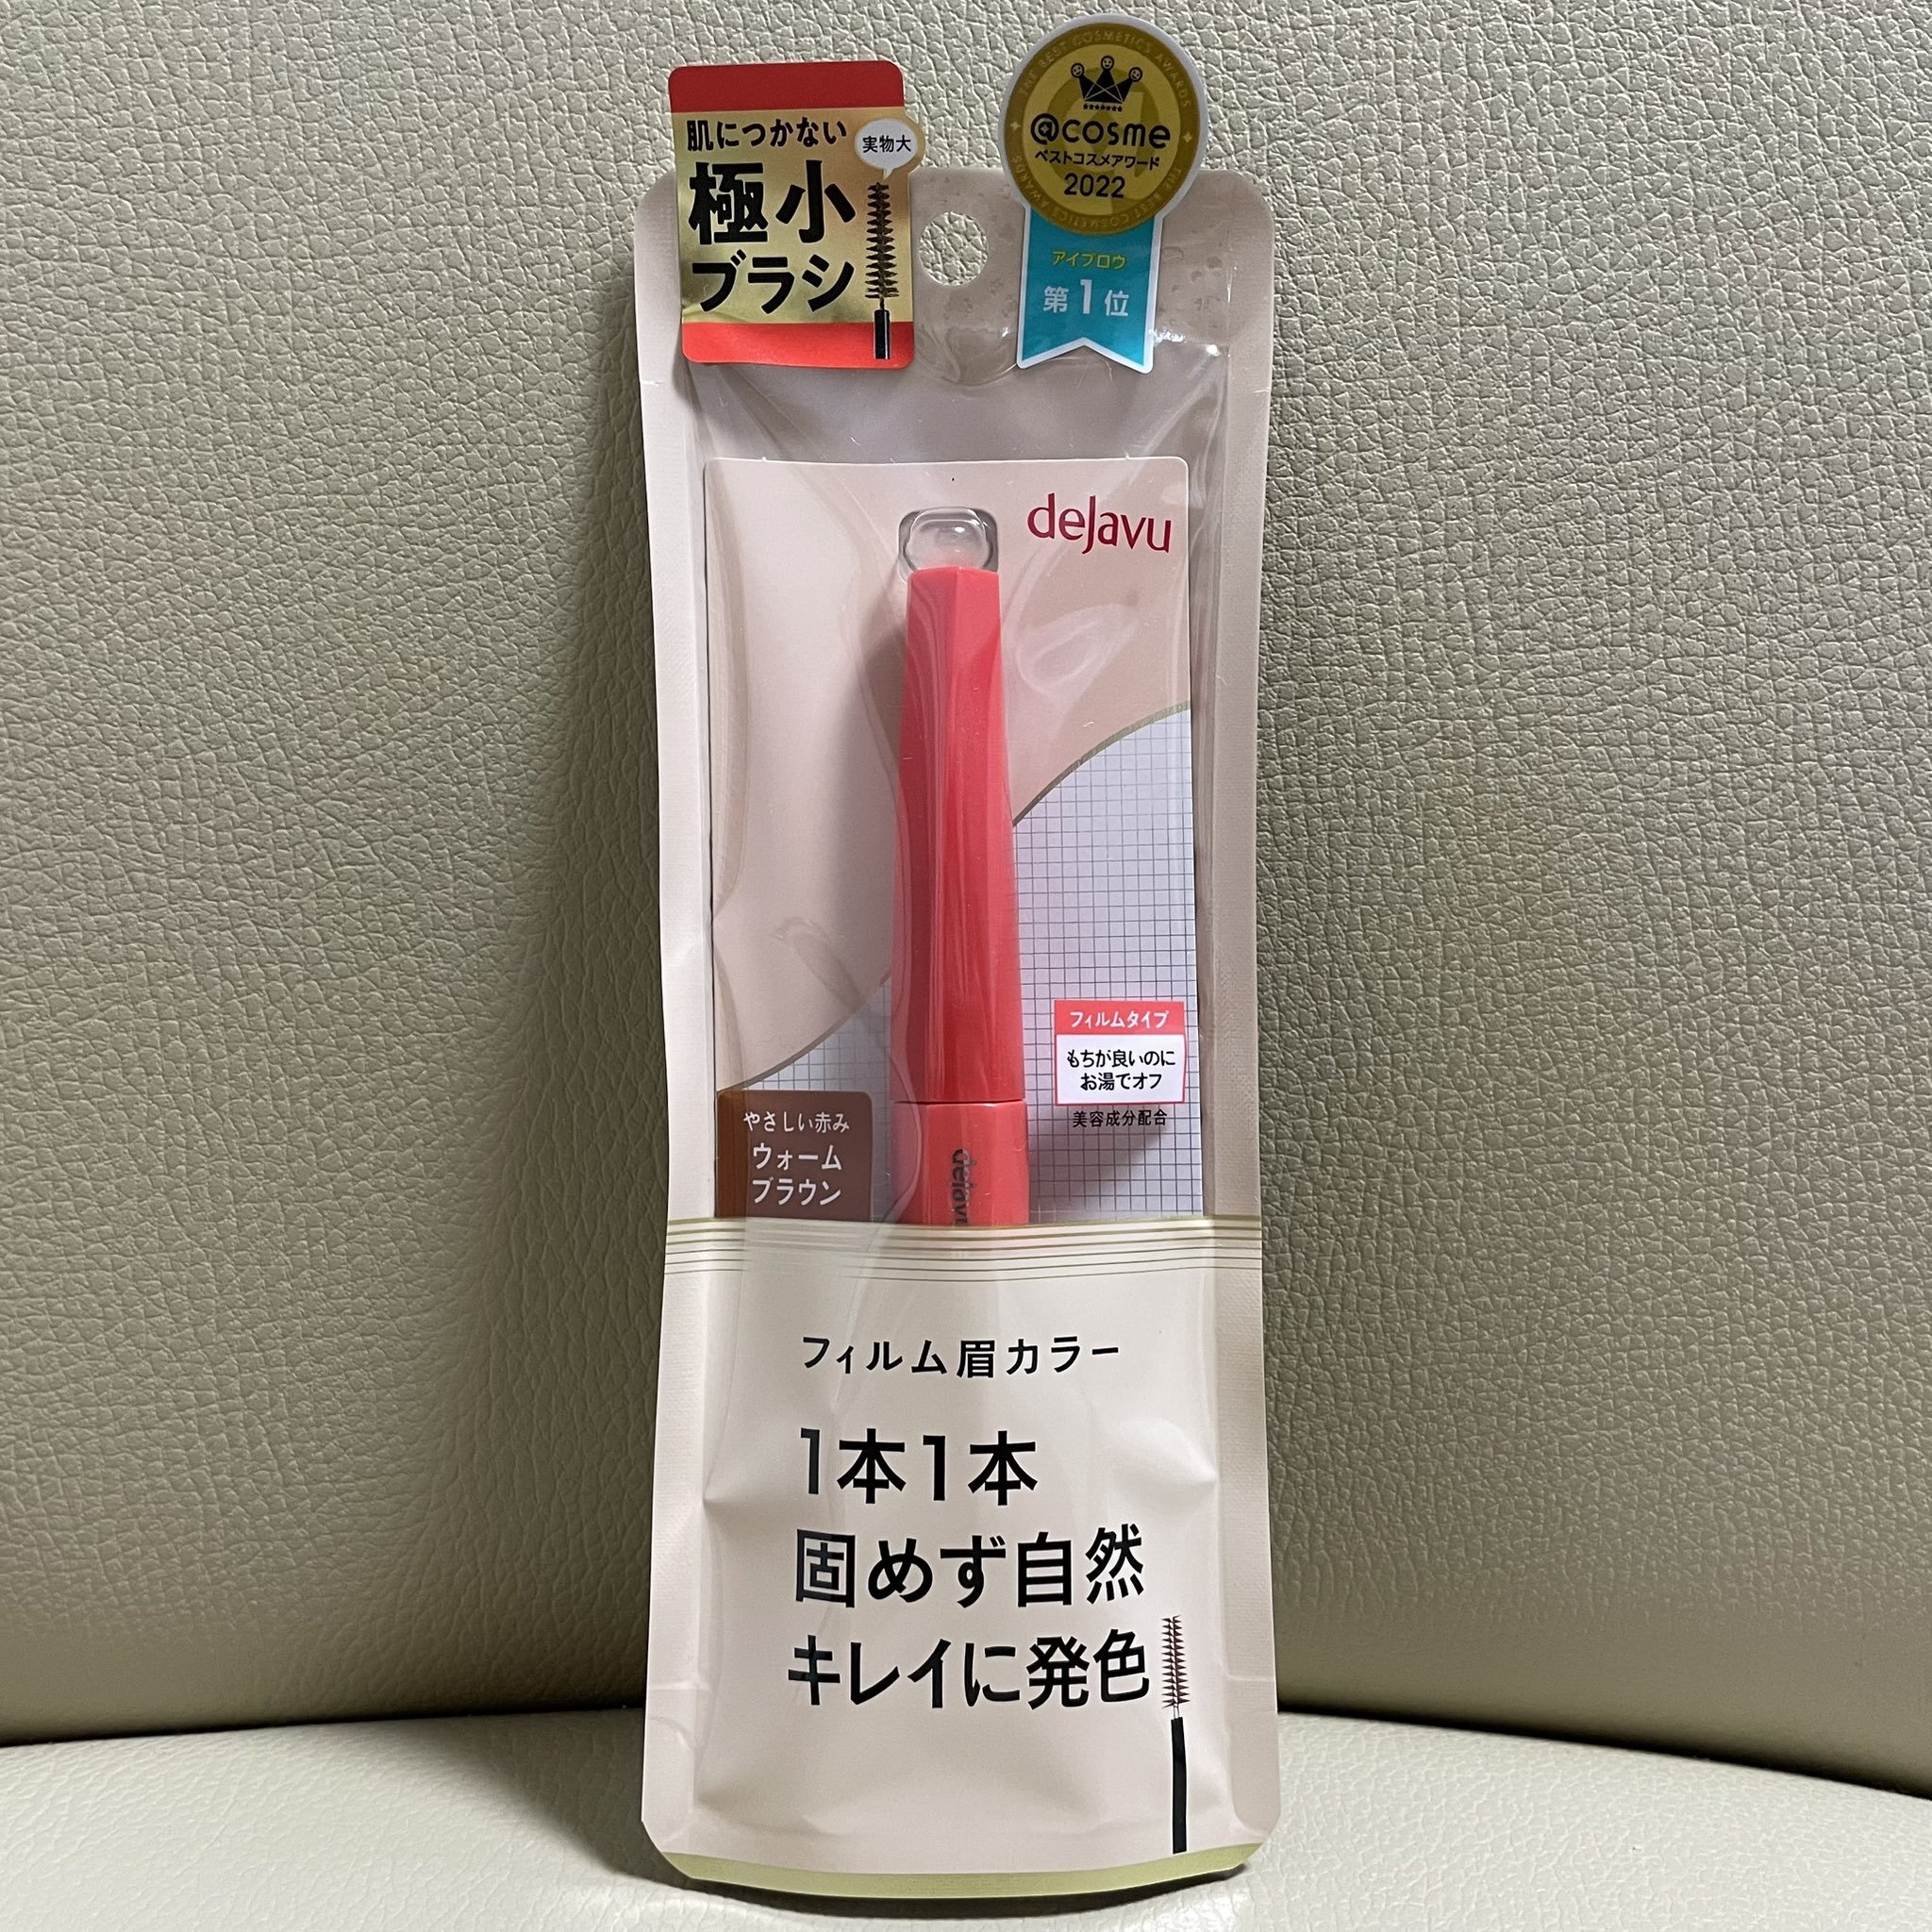 肌につかない
極小
ブラシ
実物大
THE BEST COSMETICS AWARDS
@cosme
ベストコスメアワード
2022
THE BEST COSMETICS AWARDS
アイブロウ
第1位
dejavu
フィルムタイプ
もちが良いのに
お湯でオフ
美容成分配合
やさしい赤み
ウォーム
ブラウン
dejavu
フィルム眉カラー
1本1本
固めず自然
キレイに発色